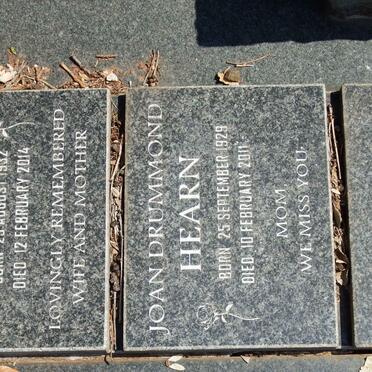 DIED 12 FEBRUARY 2014
LOVINGLY REMEMBERED
WIFE AND MOTHER
JOAN DRUMMOND
HEARN
BORN 25 SEPTEMBER 1929
DIED 10 FEBRUARY 2011
MOM
WE MISS YOU.